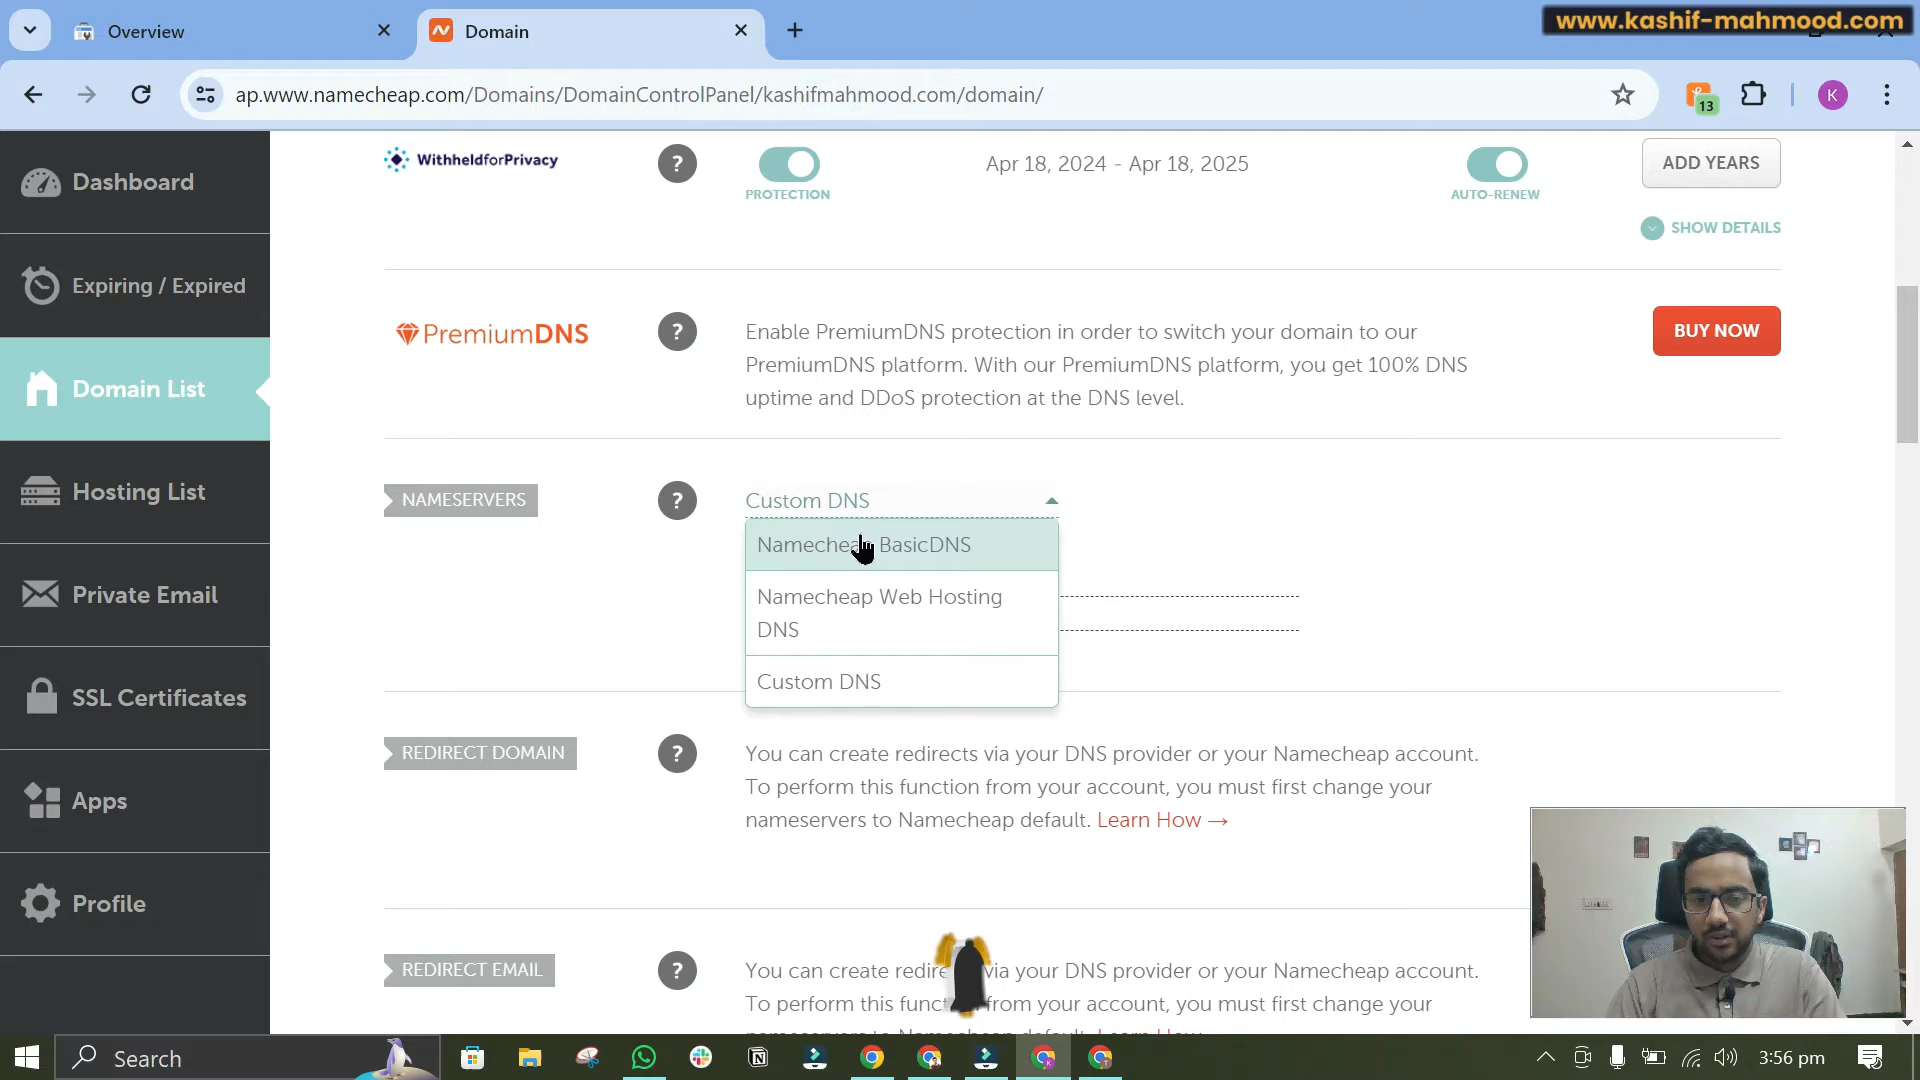 www.kashif-mahmood.com
Overview
Domain
ap.www.namecheap.com/Domains/DomainControlPanel/kashifmahmood.com/domain/
13
K
Dashboard
Expiring / Expired
Domain List
Hosting List
Private Email
SSL Certificates
Apps
Profile
WithheldforPrivacy
?
PROTECTION
Apr 18, 2024 - Apr 18, 2025
AUTO-RENEW
ADD YEARS
SHOW DETAILS
PremiumDNS
?
Enable PremiumDNS protection in order to switch your domain to our
PremiumDNS platform. With our PremiumDNS platform, you get 100% DNS
uptime and DDoS protection at the DNS level.
BUY NOW
NAMESERVERS
?
Custom DNS
Namecheap BasicDNS
Namecheap Web Hosting
DNS
Custom DNS
REDIRECT DOMAIN
?
You can create redirects via your DNS provider or your Namecheap account.
To perform this function from your account, you must first change your
nameservers to Namecheap default. Learn How →
REDIRECT EMAIL
?
You can create redire via your DNS provider or your Namecheap account.
To perform this func from your account, you must first change your
Search
3:56 pm